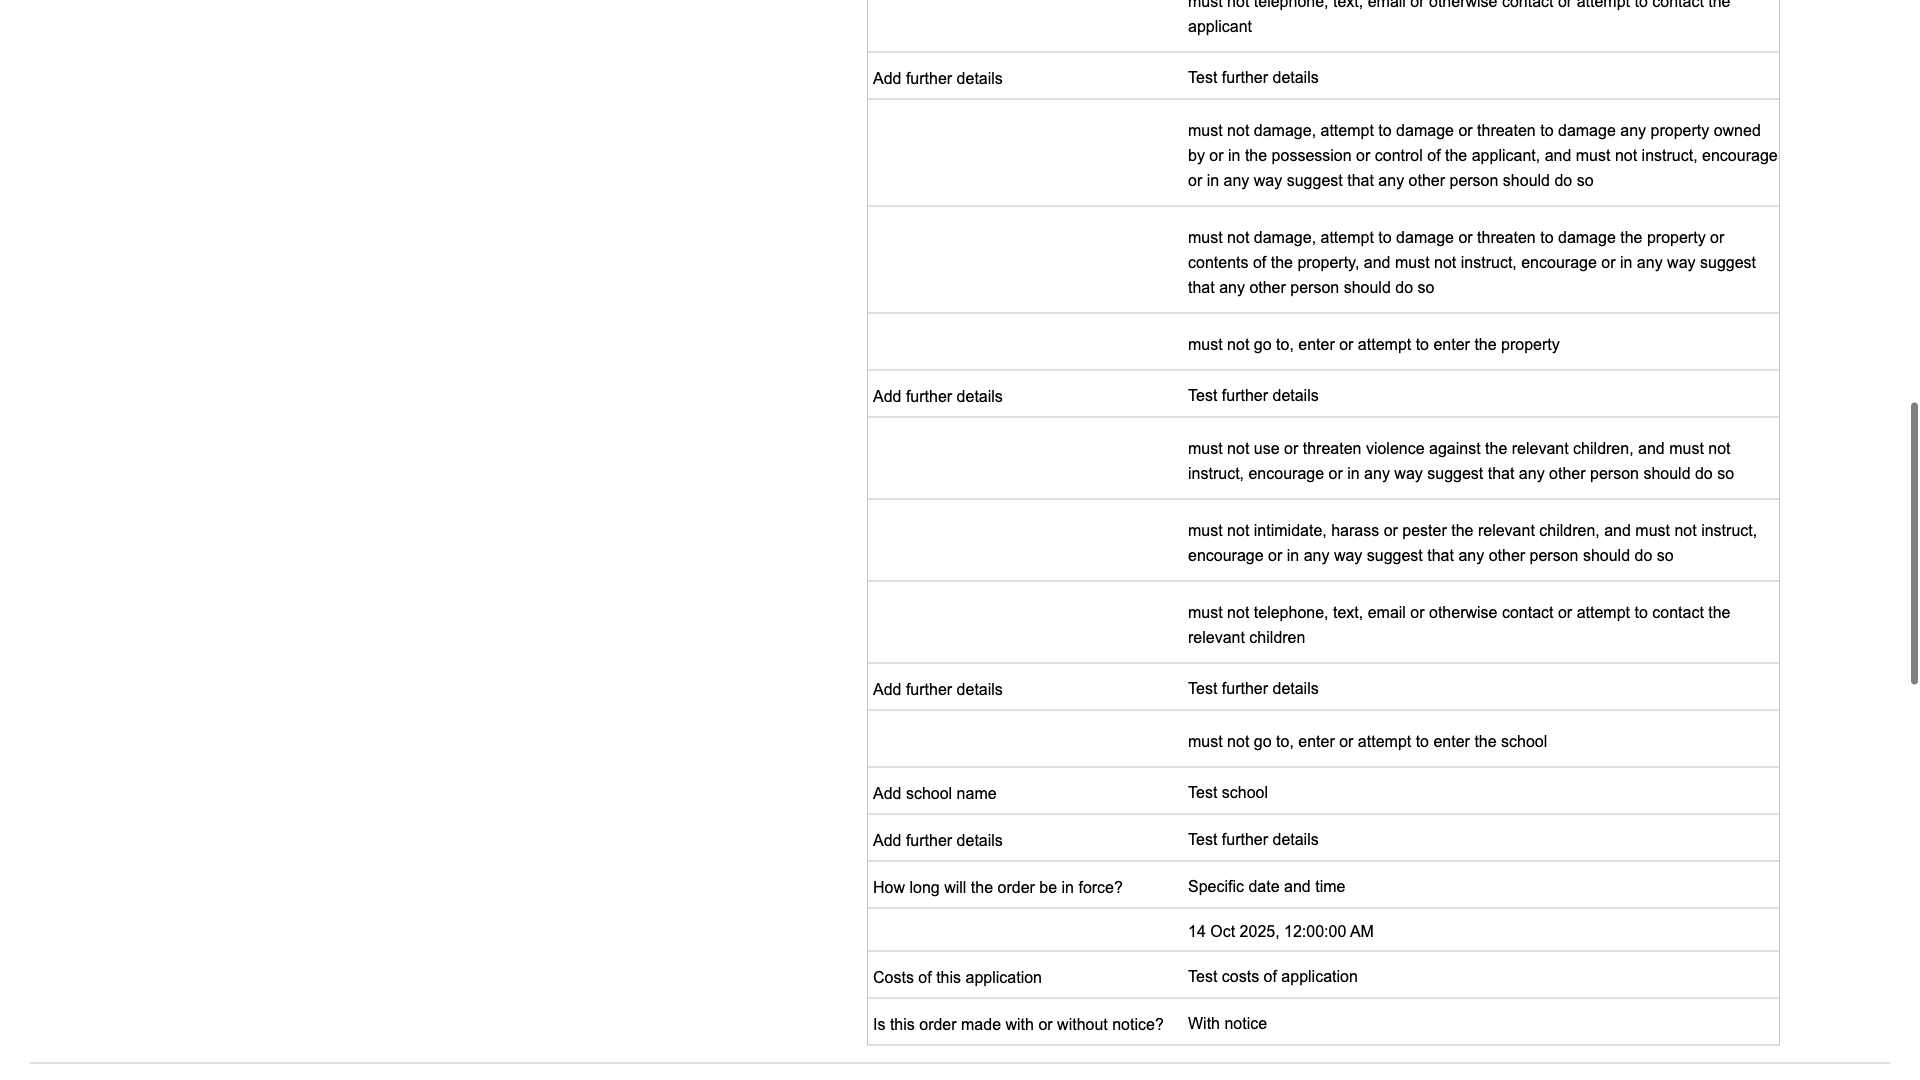 must not telephone, text, email or otherwise contact or attempt to contact the
applicant
Add further details
Test further details
must not damage, attempt to damage or threaten to damage any property owned
by or in the possession or control of the applicant, and must not instruct, encourage
or in any way suggest that any other person should do so
must not damage, attempt to damage or threaten to damage the property or
contents of the property, and must not instruct, encourage or in any way suggest
that any other person should do so
must not go to, enter or attempt to enter the property
Add further details
Test further details
must not use or threaten violence against the relevant children, and must not
instruct, encourage or in any way suggest that any other person should do so
must not intimidate, harass or pester the relevant children, and must not instruct,
encourage or in any way suggest that any other person should do so
must not telephone, text, email or otherwise contact or attempt to contact the
relevant children
Add further details
Test further details
must not go to, enter or attempt to enter the school
Add school name
Test school
Add further details
Test further details
How long will the order be in force?
Specific date and time
14 Oct 2025, 12:00:00 AM
Costs of this application
Test costs of application
Is this order made with or without notice?
With notice